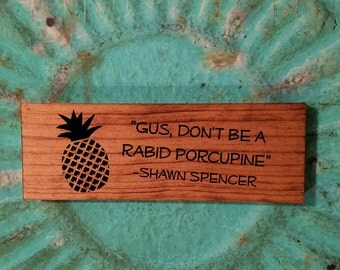 "GUS, DON'T BE A
RABID PORCUPINE"
-SHAWN SPENCER